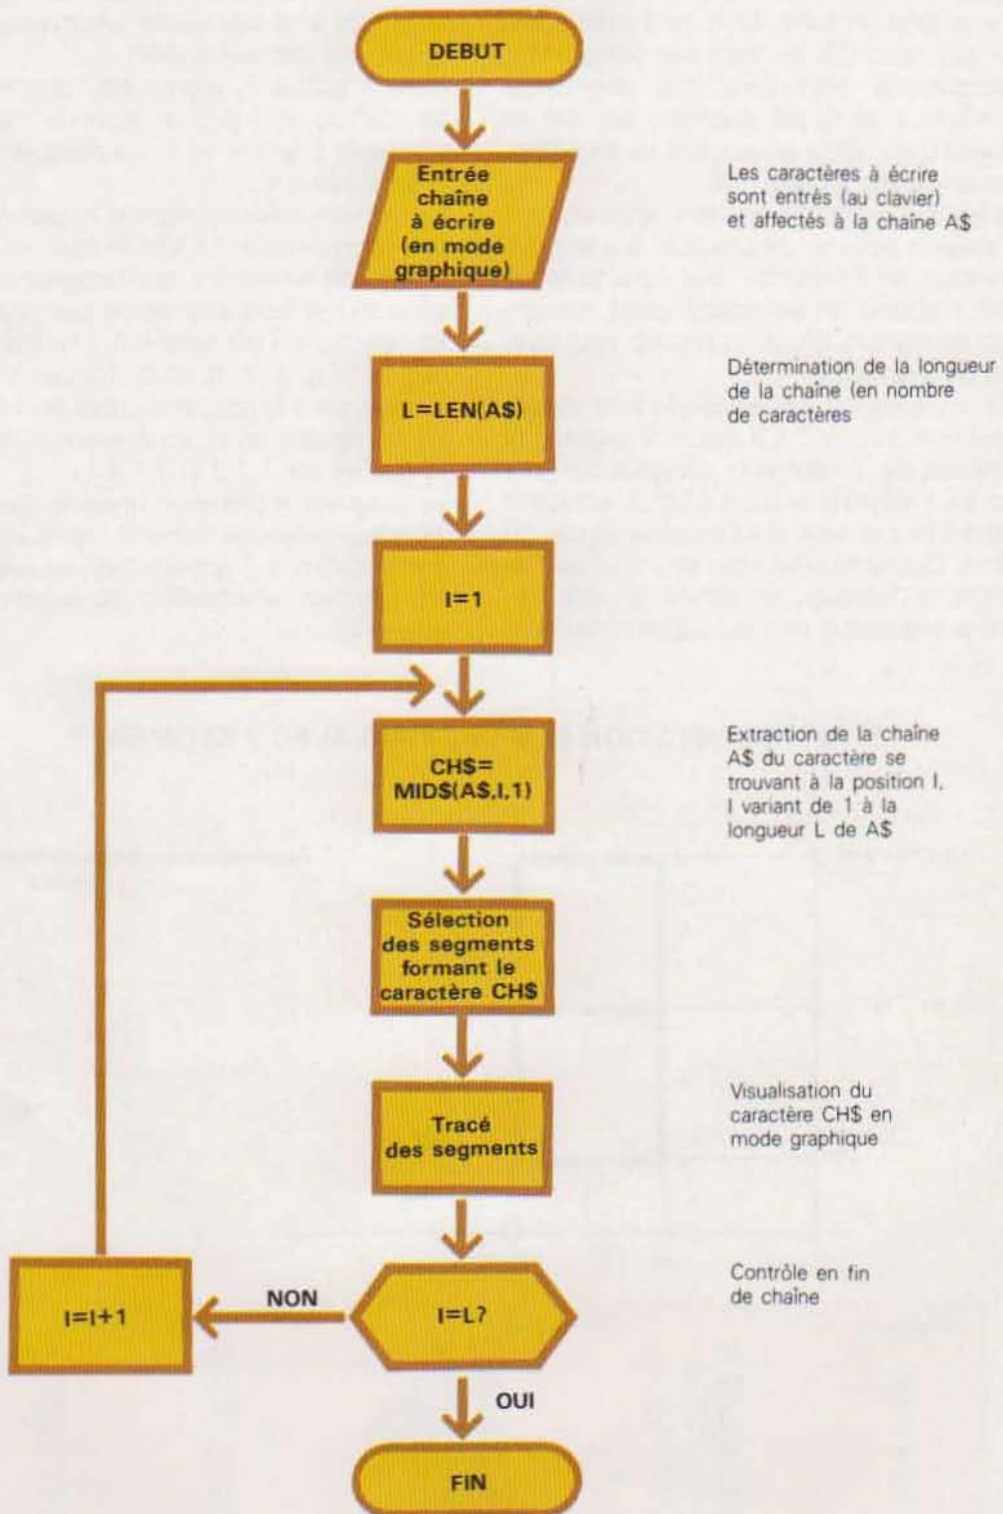 DEBUT
Entrée
chaîne
à écrire
(en mode
graphique)
Les caractères à écrire
sont entrés (au clavier)
et affectés à la chaîne A$
L=LEN(A$)
Détermination de la longueur
de la chaîne (en nombre
de caractères
I=1
CH$=
MID$(A$,I,1)
Extraction de la chaîne
A$ du caractère se
trouvant à la position I,
I variant de 1 à la
longueur L de A$
Sélection
des segments
formant le
caractère CH$
Tracé
des segments
Visualisation du
caractère CH$ en
mode graphique
I=I+1
NON
I=L?
Contrôle en fin
de chaîne
OUI
FIN